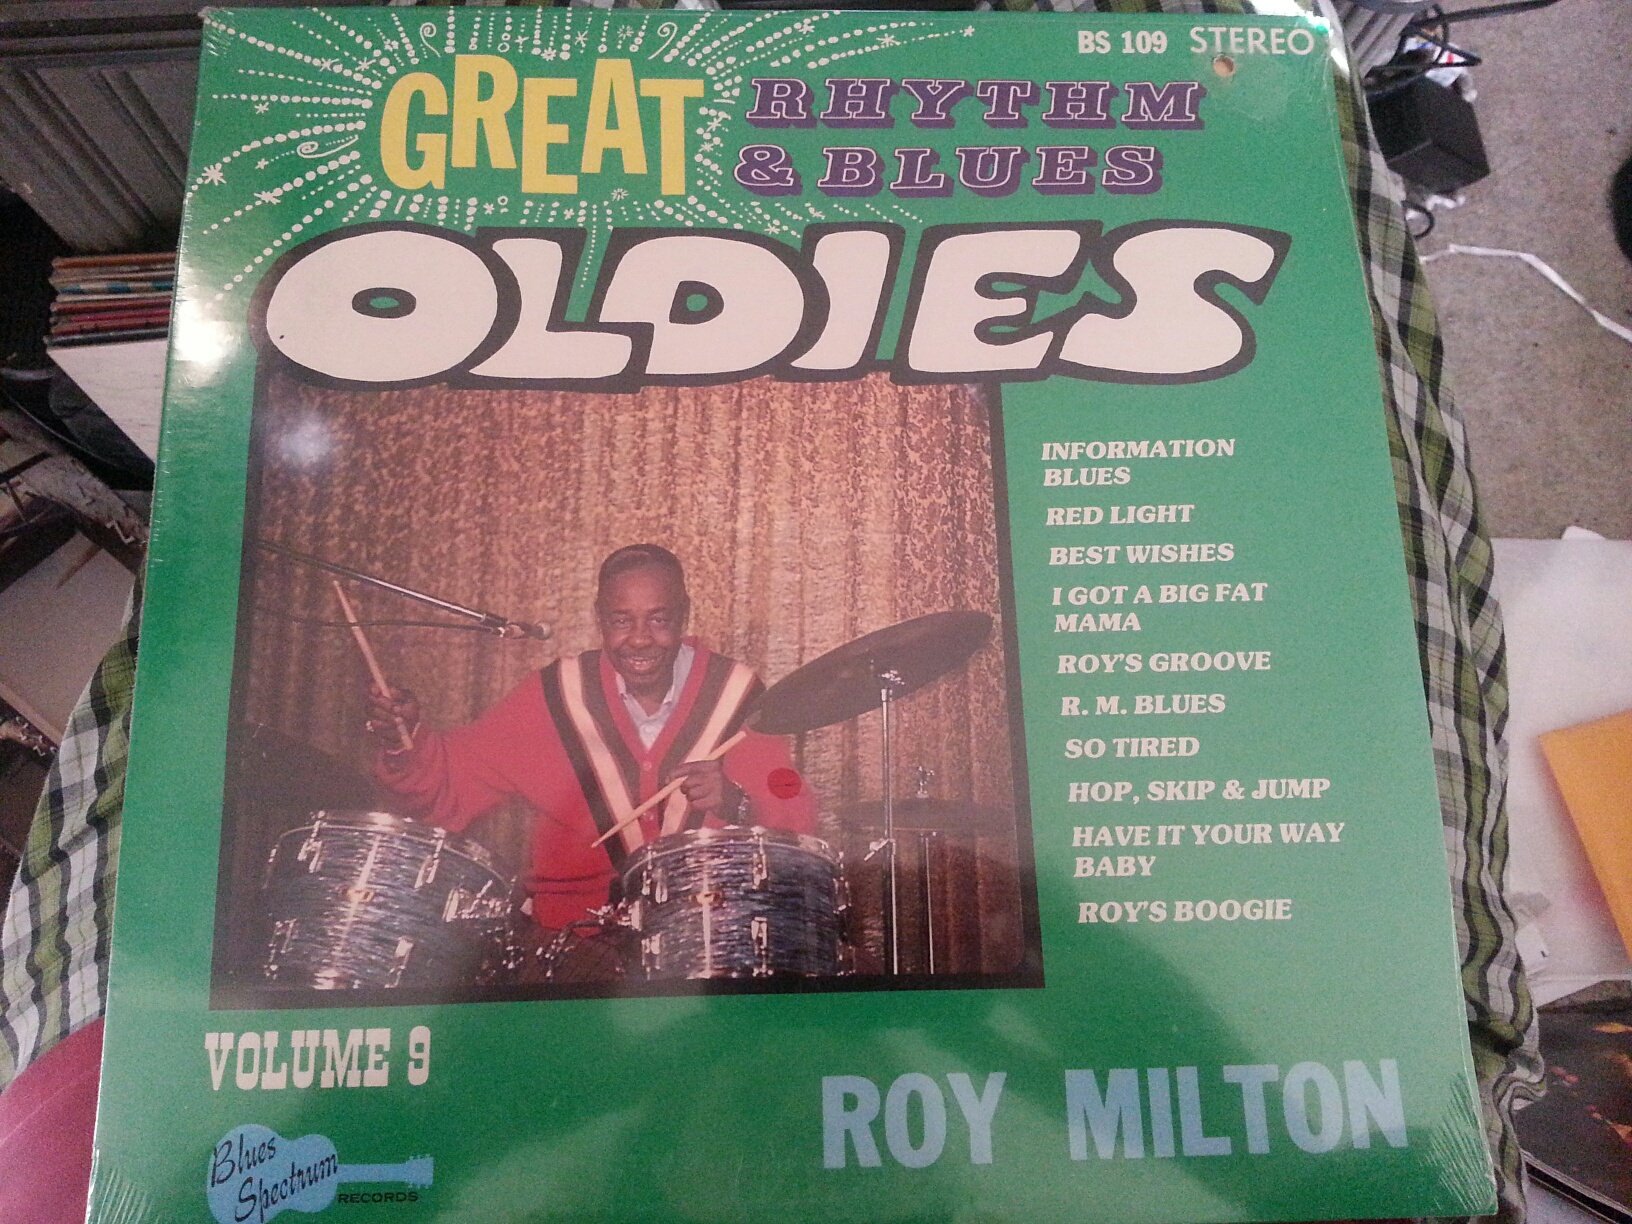 BS 109 STEREO
GREAT RHYTHM
& BLUES
OLDIES
INFORMATION
BLUES
RED LIGHT
BEST WISHES
I GOT A BIG FAT
MAMA
ROY'S GROOVE
R. M. BLUES
SO TIRED
HOP, SKIP & JUMP
HAVE IT YOUR WAY
BABY
ROY'S BOOGIE
VOLUME 9
ROY MILTON
Blues
Spectrum
RECORDS